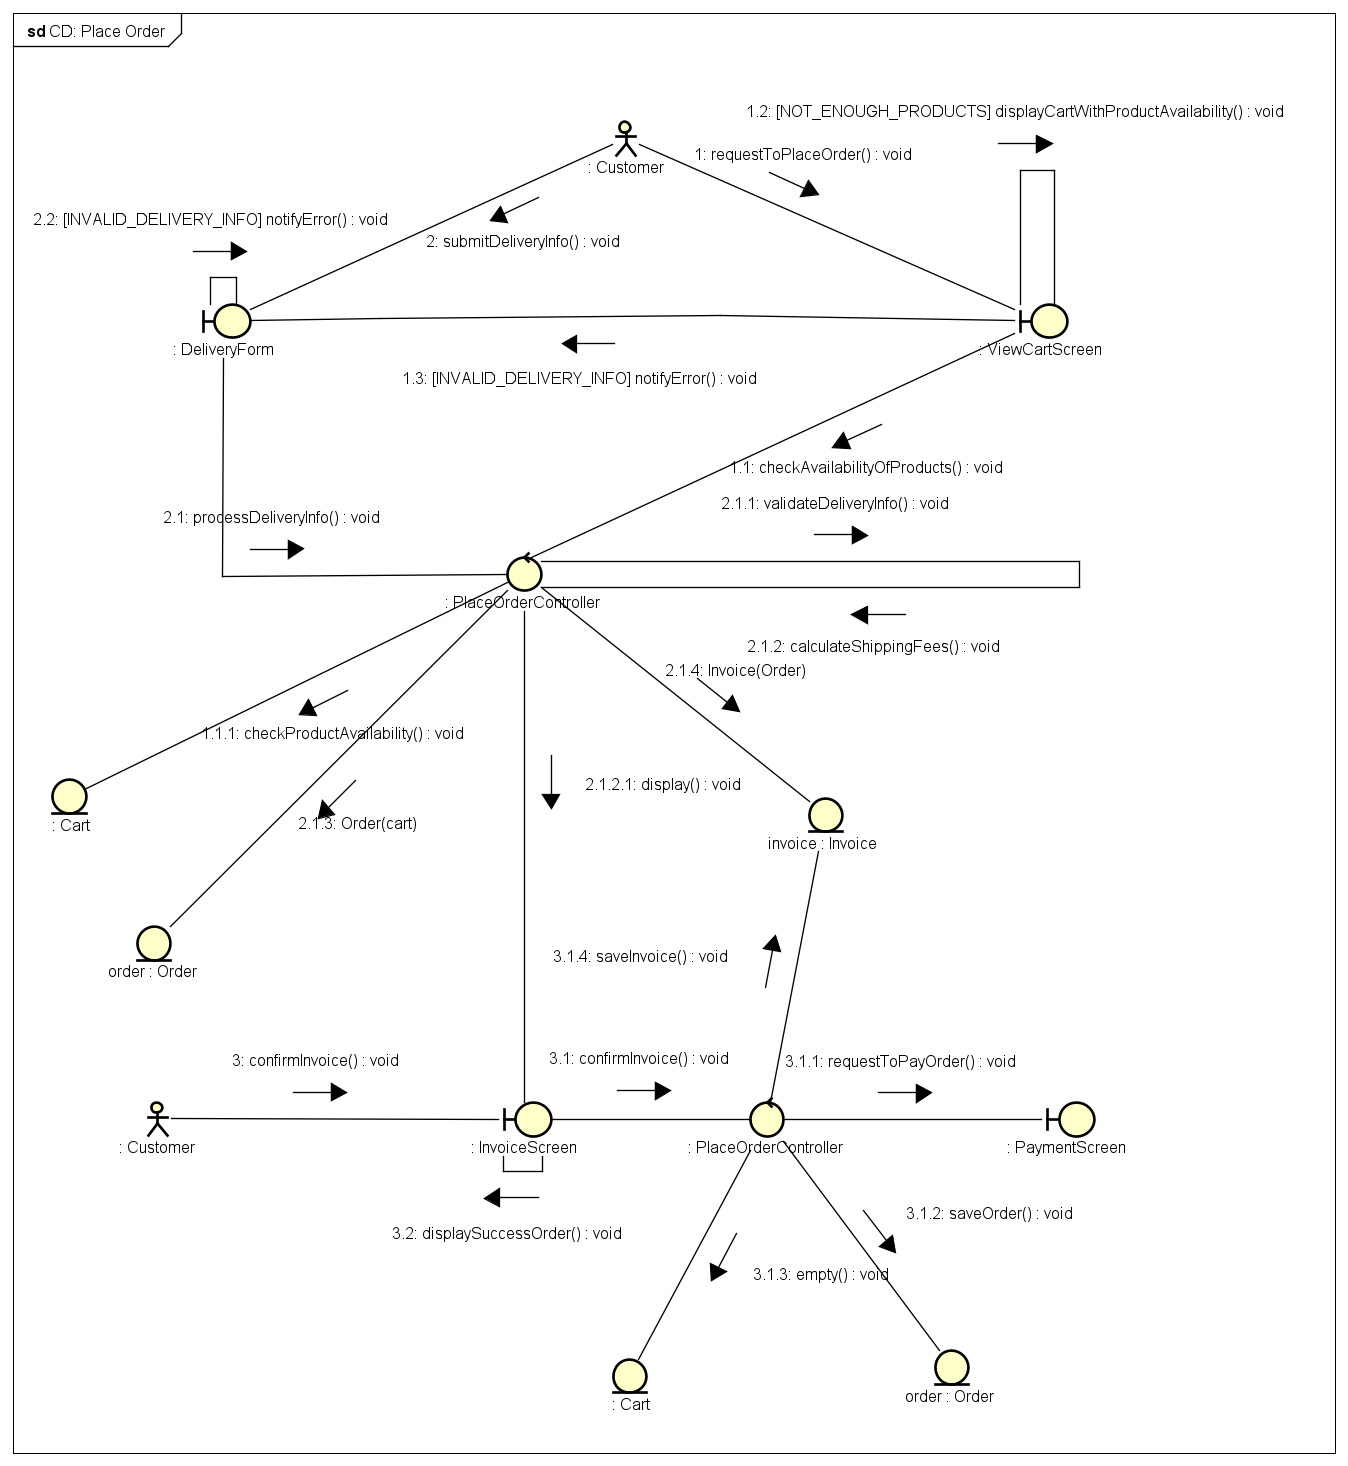 sd CD: Place Order
1.2: [NOT_ENOUGH_PRODUCTS] displayCartWithProductAvailability() : void
: Customer
1: requestToPlaceOrder() : void
2.2: [INVALID_DELIVERY_INFO] notifyError() : void
2: submitDeliveryInfo() : void
: DeliveryForm
: ViewCartScreen
1.3: [INVALID_DELIVERY_INFO] notifyError() : void
1.1: checkAvailabilityOfProducts() : void
2.1.1: validateDeliveryInfo() : void
2.1: processDeliveryInfo() : void
: PlaceOrderController
2.1.2: calculateShippingFees() : void
2.1.4: Invoice(Order)
1.1.1: checkProductAvailability() : void
2.1.2.1: display() : void
: Cart
2.1.3: Order(cart)
invoice : Invoice
3.1.4: saveInvoice() : void
order : Order
3: confirmInvoice() : void
3.1: confirmInvoice() : void
3.1.1: requestToPayOrder() : void
: Customer
: InvoiceScreen
: PlaceOrderController
: PaymentScreen
3.2: displaySuccessOrder() : void
3.1.2: saveOrder() : void
3.1.3: empty() : void
: Cart
order : Order